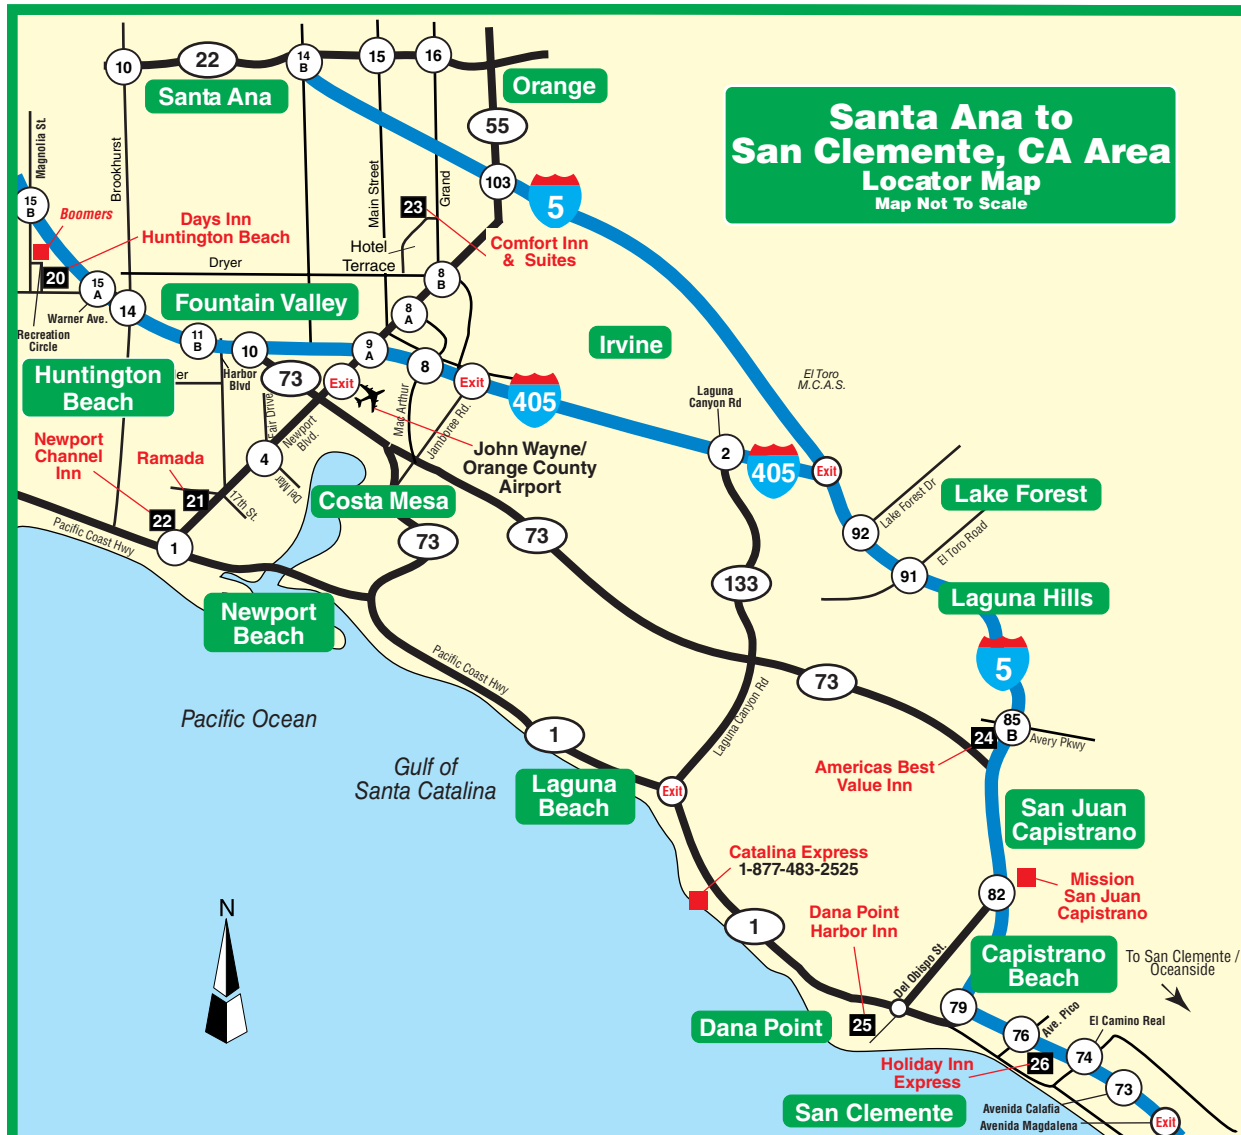 Santa Ana to
San Clemente, CA Area
Locator Map
Map Not To Scale
10
22
14
B
15
16
Santa Ana
Orange
55
103
5
Magnolia St.
Brookhurst
Main Street
Grand
15
B
Boomers
Days Inn
Huntington Beach
23
Hotel
Terrace
Comfort Inn
& Suites
20
Dryer
8
B
15
A
Warner Ave.
14
Fountain Valley
8
A
Recreation
Circle
11
B
10
9
A
8
Irvine
Huntington
Beach
er
Harbor
Blvd
73
Exit
Exit
405
El Toro
M.C.A.S.
Laguna
Canyon Rd
Fair Drive
Newport
Blvd.
Mac Arthur
Jamboree Rd.
Newport
Channel
Inn
Ramada
4
John Wayne/
Orange County
Airport
2
405
Exit
21
17th St.
Del Mar
Costa Mesa
Lake Forest
Lake Forest Dr
22
1
Pacific Coast Hwy
73
73
92
El Toro Road
91
133
Laguna Hills
Newport
Beach
5
Pacific Coast Hwy
73
Laguna Canyon Rd
Pacific Ocean
1
85
B
24
Avery Pkwy
Gulf of
Santa Catalina
Americas Best
Value Inn
Laguna
Beach
Exit
San Juan
Capistrano
Catalina Express
1-877-483-2525
82
Mission
San Juan
Capistrano
N
1
Dana Point
Harbor Inn
Del Obispo St.
Capistrano
Beach
To San Clemente /
Oceanside
79
Dana Point
25
76
Ave. Pico
El Camino Real
74
26
Holiday Inn
Express
73
San Clemente
Avenida Calafia
Avenida Magdalena
Exit